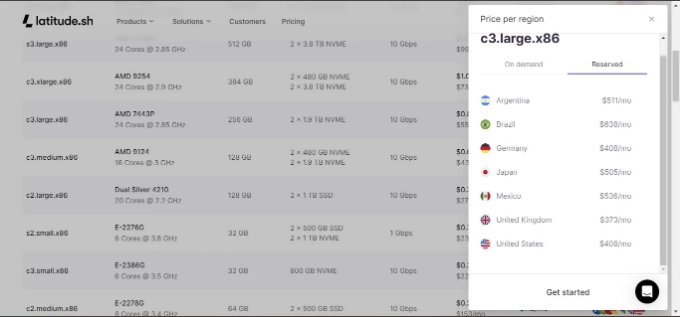 latitude.sh
Products
Solutions
Customers
Pricing
s3.large.x86
24 Cores @ 2.85 GHz
512 GB
2 × 3.8 TB NVME
10 Gbps
c3.xlarge.x86
AMD 9254
24 Cores @ 2.9 GHz
384 GB
2 × 480 GB NVME
2 × 3.8 TB NVME
10 Gbps
c3.large.x86
AMD 7443P
24 Cores @ 2.85 GHz
256 GB
2 × 1.9 TB NVME
10 Gbps
c3.medium.x86
AMD 9124
16 Cores @ 3 GHz
128 GB
2 × 480 GB NVME
2 × 1.9 TB NVME
10 Gbps
c2.large.x86
Dual Silver 4210
20 Cores @ 2.2 GHz
128 GB
2 × 1 TB SSD
10 Gbps
s2.small.x86
E-2276G
6 Cores @ 3.8 GHz
32 GB
2 × 500 GB SSD
2 × 1 TB NVME
1 Gbps
c3.small.x86
E-2386G
6 Cores @ 3.5 GHz
32 GB
800 GB NVME
10 Gbps
c2.medium.x86
E-2278G
8 Cores @ 3.4 GHz
64 GB
2 × 500 GB SSD
10 Gbps
$153/mo
Price per region
×
c3.large.x86
On demand
Reserved
Argentina
$511/mo
Brazil
$638/mo
Germany
$408/mo
Japan
$505/mo
Mexico
$536/mo
United Kingdom
$373/mo
United States
$408/mo
Get started